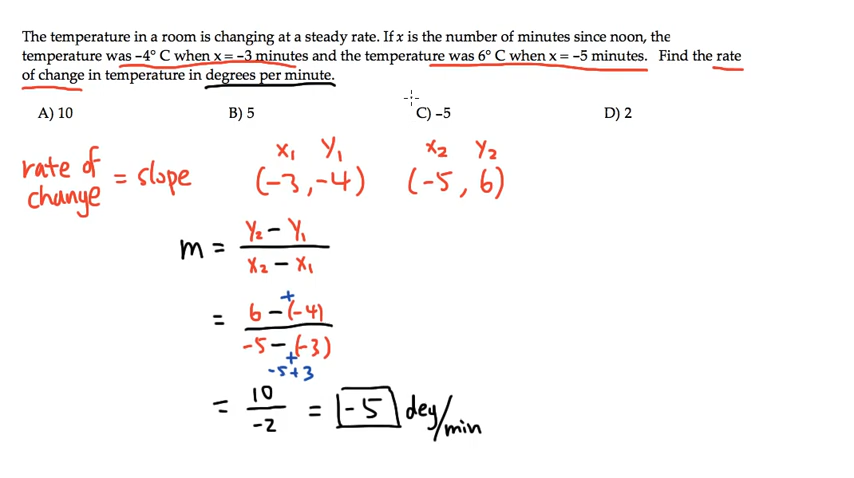 The temperature in a room is changing at a steady rate. If x is the number of minutes since noon, the
temperature was –4° C when x = –3 minutes and the temperature was 6° C when x = –5 minutes.  Find the rate
of change in temperature in degrees per minute.
A) 10 B) 5 C) –5 D) 2
x₁ y₁ x₂ y₂
rate of change = slope (-3, -4) (-5, 6)
m = y₂ - y₁ / x₂ - x₁
= 6 - (-4) / -5 - (-3)
+
+
-5+3
= 10 / -2 = -5 deg/min